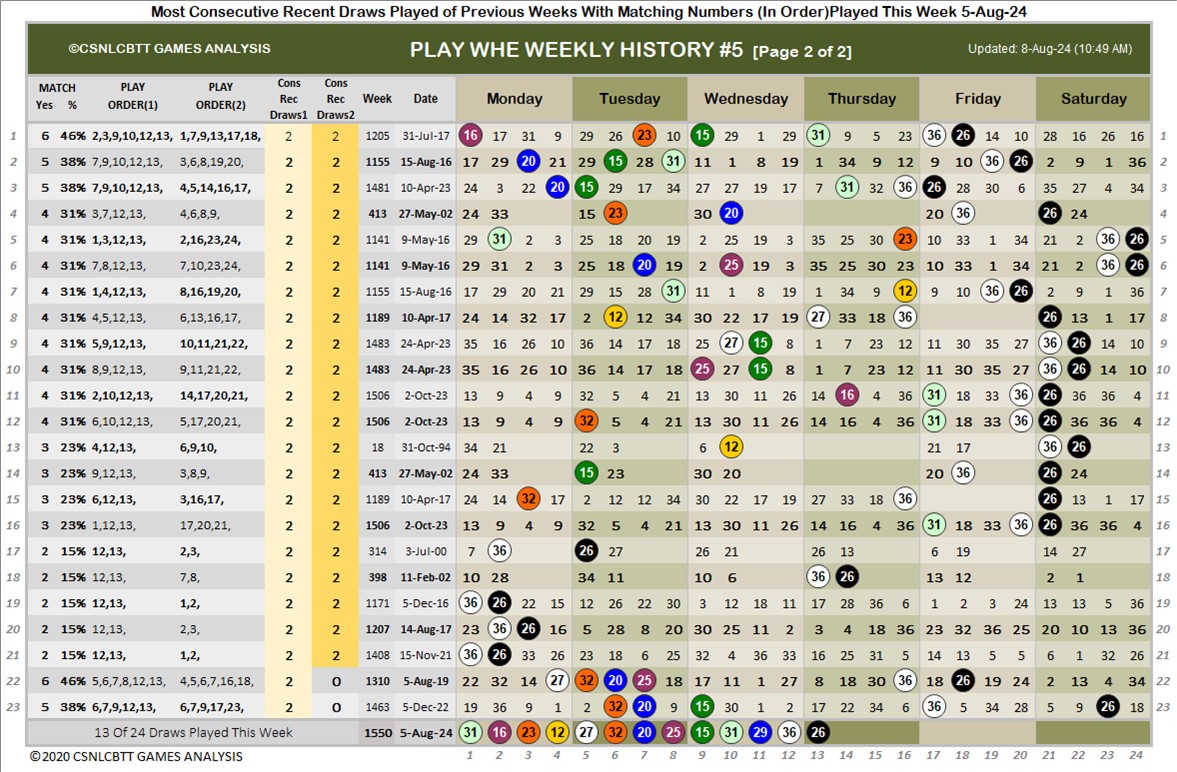 Most Consecutive Recent Draws Played of Previous Weeks With Matching Numbers (In Order)Played This Week 5-Aug-24
©CSNLCBTT GAMES ANALYSIS PLAY WHE WEEKLY HISTORY #5 [Page 2 of 2] Updated: 8-Aug-24 (10:49 AM)
MATCH Yes % PLAY ORDER(1) PLAY ORDER(2) Cons Rec Draws1 Cons Rec Draws2 Week Date Monday Tuesday Wednesday Thursday Friday Saturday
1 6 46% 2,3,9,10,12,13, 1,7,9,13,17,18, 2 2 1205 31-Jul-17 16 17 31 9 29 26 23 10 15 29 1 29 31 9 5 28 36 26 14 10 28 16 26 16 1
2 5 38% 7,9,10,12,13, 3,6,8,19,20, 2 2 1155 15-Aug-16 17 29 20 21 29 15 28 31 11 1 8 19 1 34 9 12 9 10 36 26 2 9 1 36 2
3 5 38% 7,9,10,12,13, 4,5,14,16,17, 2 2 1481 10-Apr-23 24 3 22 20 15 29 17 34 27 27 19 17 7 31 32 36 26 28 30 6 35 27 4 34 3
4 4 31% 3,7,12,13, 4,6,8,9, 2 2 413 27-May-02 24 33 15 23 30 20 20 36 26 24 4
5 4 31% 1,3,12,13, 2,16,23,24, 2 2 1141 9-May-16 29 31 2 3 25 18 20 19 25 19 3 35 25 30 23 10 33 1 34 21 2 36 26 5
6 4 31% 7,8,12,13, 7,10,23,24, 2 2 1141 9-May-16 29 31 2 3 25 18 20 19 2 25 19 3 35 25 30 23 10 33 1 34 21 36 26 6
7 4 31% 1,4,12,13, 8,16,19,20, 2 2 1155 15-Aug-16 17 29 20 21 29 15 28 31 11 1 8 19 1 34 9 12 9 10 36 26 2 9 1 36 7
8 4 31% 4,5,12,13, 6,13,16,17, 2 2 1189 10-Apr-17 24 14 32 17 2 12 12 34 30 22 17 19 27 33 18 36 26 13 1 17 8
9 4 31% 5,9,12,13, 10,11,21,22, 2 2 1483 24-Apr-23 35 16 26 10 36 14 17 18 25 27 15 8 1 7 23 12 11 30 35 27 36 26 14 10 9
10 4 31% 8,9,12,13, 9,11,21,22, 2 2 1483 24-Apr-23 35 16 26 10 36 14 17 18 25 27 15 8 1 7 23 12 11 30 35 27 36 26 14 10 10
11 4 31% 2,10,12,13, 14,17,20,21, 2 2 1506 2-Oct-23 13 9 4 9 32 5 4 21 13 30 11 26 14 16 4 36 31 18 33 36 26 36 36 4 11
12 4 31% 6,10,12,13, 5,17,20,21, 2 2 1506 2-Oct-23 13 9 4 9 32 5 4 21 13 30 11 26 14 16 4 36 31 18 33 36 26 36 36 4 12
13 3 23% 4,12,13, 6,9,10, 2 2 18 31-Oct-94 34 21 22 3 6 12 21 17 36 26 13
14 3 23% 9,12,13, 3,8,9, 2 2 413 27-May-02 24 33 15 23 30 20 20 36 26 24 14
15 3 23% 6,12,13, 3,16,17, 2 2 1189 10-Apr-17 24 14 32 17 2 12 12 34 30 22 17 19 27 33 18 36 26 13 1 17 15
16 3 23% 1,12,13, 17,20,21, 2 2 1506 2-Oct-23 13 9 4 9 32 5 4 21 13 30 11 26 14 16 4 36 31 18 33 36 26 36 36 4 16
17 2 15% 12,13, 2,3, 2 2 314 3-Jul-00 7 36 26 27 26 21 26 13 6 19 14 27 17
18 2 15% 12,13, 7,8, 2 2 398 11-Feb-02 10 28 34 11 10 6 36 26 13 12 2 1 18
19 2 15% 12,13, 1,2, 2 2 1171 5-Dec-16 36 26 22 15 12 26 22 30 3 12 18 11 17 28 36 6 1 2 3 24 13 13 5 36 19
20 2 15% 12,13, 2,3, 2 2 1207 14-Aug-17 23 36 26 16 5 28 8 20 30 25 11 2 3 4 18 36 23 32 36 25 20 10 13 36 20
21 2 15% 12,13, 1,2, 2 2 1408 15-Nov-21 36 26 33 26 23 18 6 25 32 4 36 33 16 25 31 5 14 13 5 5 6 1 32 26 21
22 6 46% 5,6,7,8,12,13, 4,5,6,7,16,18, 2 0 1310 5-Aug-19 22 32 14 27 32 20 25 18 17 11 1 27 8 18 30 36 18 26 19 24 2 13 4 34 22
23 5 38% 6,7,9,12,13, 6,7,9,17,23, 2 0 1463 5-Dec-22 19 36 9 1 2 32 20 9 15 30 1 2 17 22 34 6 36 5 34 28 5 26 18 23
13 Of 24 Draws Played This Week 1550 5-Aug-24 31 16 23 12 27 32 20 25 15 31 29 36 26
©2020 CSNLCBTT GAMES ANALYSIS 1 2 3 4 5 6 7 8 9 10 11 12 13 14 15 16 17 18 19 20 21 22 23 24